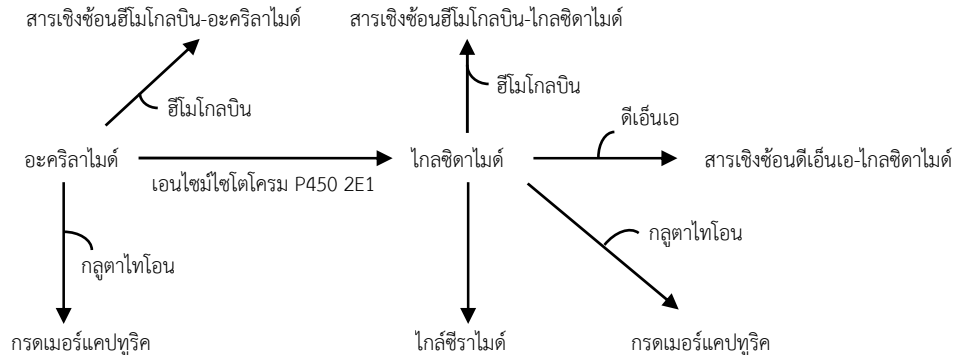 สารเชิงซ้อนฮีโมโกลบิน-อะคริลาไมด์
สารเชิงซ้อนฮีโมโกลบิน-ไกลซิดาไมด์
ฮีโมโกลบิน
ฮีโมโกลบิน
ดีเอ็นเอ
อะคริลาไมด์
ไกลซิดาไมด์
สารเชิงซ้อนดีเอ็นเอ-ไกลซิดาไมด์
เอนไซม์ไซโตโครม P450 2E1
กลูตาไทโอน
กลูตาไทโอน
กรดเมอร์แคปทูริค
ไกล์ซีราไมด์
กรดเมอร์แคปทูริค